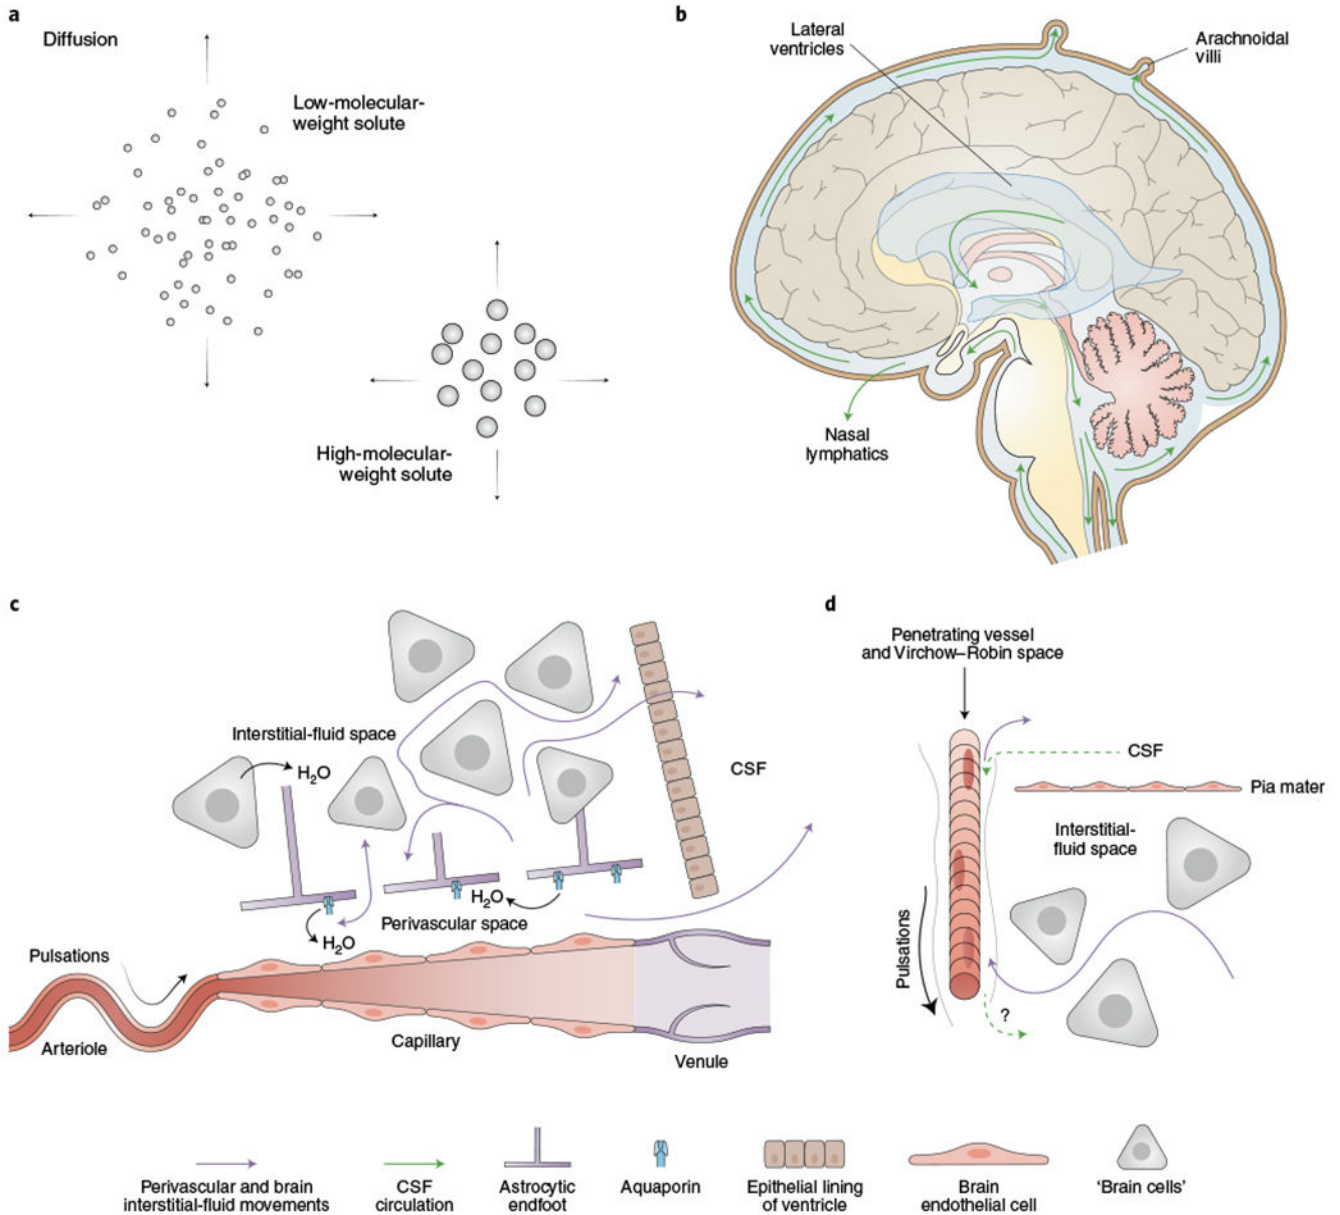 a
Diffusion
Low-molecular-
weight solute
High-molecular-
weight solute
b
Lateral
ventricles
Arachnoidal
villi
Nasal
lymphatics
c
Interstitial-fluid space
H2O
CSF
H2O
Perivascular space
H2O
Pulsations
Arteriole
Capillary
Venule
d
Penetrating vessel
and Virchow–Robin space
CSF
Pia mater
Interstitial-
fluid space
Pulsations
?
Perivascular and brain
interstitial-fluid movements
CSF
circulation
Astrocytic
endfoot
Aquaporin
Epithelial lining
of ventricle
Brain
endothelial cell
‘Brain cells’